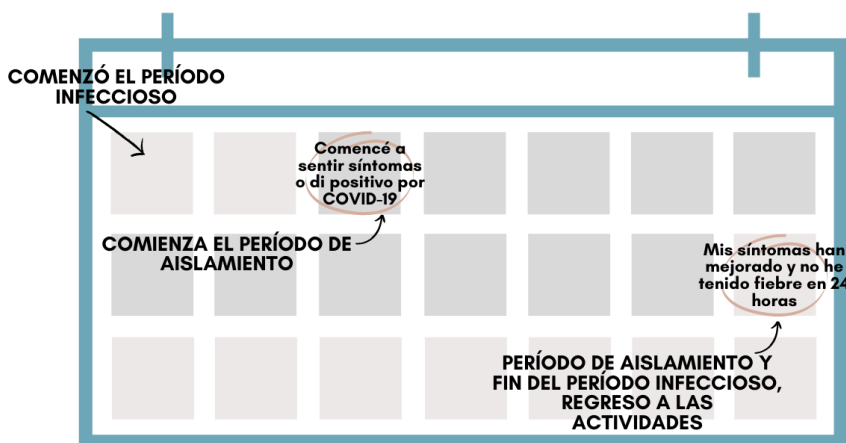 COMENZÓ EL PERÍODO
INFECCIOSO
Comencé a
sentir síntomas
o di positivo por
COVID-19
COMIENZA EL PERÍODO DE
AISLAMIENTO
Mis síntomas han
mejorado y no he
tenido fiebre en 24
horas
PERÍODO DE AISLAMIENTO Y
FIN DEL PERÍODO INFECCIOSO,
REGRESO A LAS
ACTIVIDADES